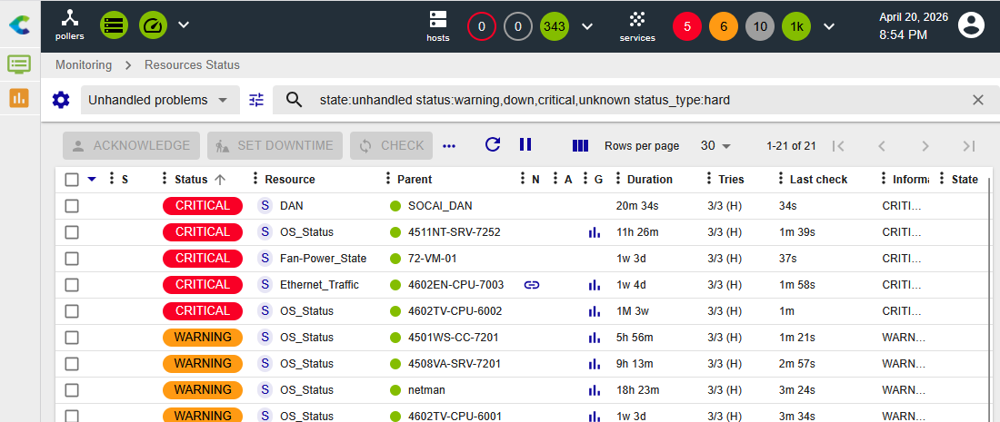 pollers
hosts 0 0 343
services 5 6 10 1k
April 20, 2026
8:54 PM
Monitoring Resources Status
Unhandled problems state:unhandled status:warning,down,critical,unknown status_type:hard
ACKNOWLEDGE SET DOWNTIME CHECK Rows per page 30 1-21 of 21
S Status Resource Parent N A G Duration Tries Last check Informa State
CRITICAL S DAN SOCAI_DAN 20m 34s 3/3 (H) 34s CRITI...
CRITICAL S OS_Status 4511NT-SRV-7252 11h 26m 3/3 (H) 1m 39s CRITI...
CRITICAL S Fan-Power_State 72-VM-01 1w 3d 3/3 (H) 37s CRITI...
CRITICAL S Ethernet_Traffic 4602EN-CPU-7003 1w 4d 3/3 (H) 1m 58s CRITI...
CRITICAL S OS_Status 4602TV-CPU-6002 1M 3w 3/3 (H) 1m CRITI...
WARNING S OS_Status 4501WS-CC-7201 5h 56m 3/3 (H) 1m 21s WARN...
WARNING S OS_Status 4508VA-SRV-7201 9h 13m 3/3 (H) 2m 57s WARN...
WARNING S OS_Status netman 18h 23m 3/3 (H) 3m 24s WARN...
WARNING S OS_Status 4602TV-CPU-6001 1w 3d 3/3 (H) 3m 34s WARN...